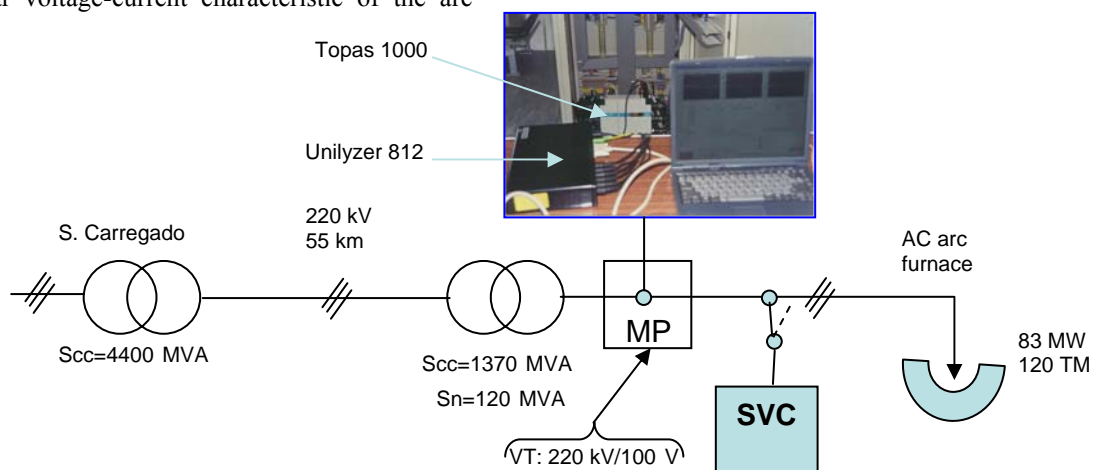 voltage-current characteristic of the arc
Topas 1000
Unilyzer 812
220 kV
55 km
S. Carregado
AC arc
furnace
MP
Scc=4400 MVA
Scc=1370 MVA
Sn=120 MVA
83 MW
120 TM
SVC
VT: 220 kV/100 V